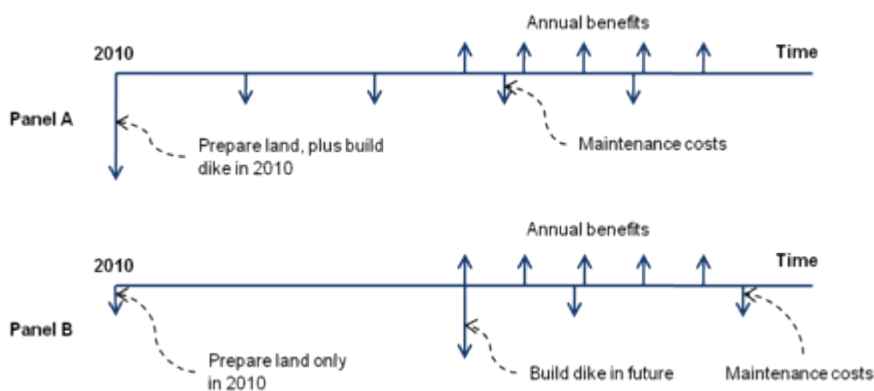 Annual benefits
2010
Time
Panel A
Prepare land, plus build
dike in 2010
Maintenance costs
Annual benefits
2010
Time
Panel B
Prepare land only
in 2010
Build dike in future
Maintenance costs